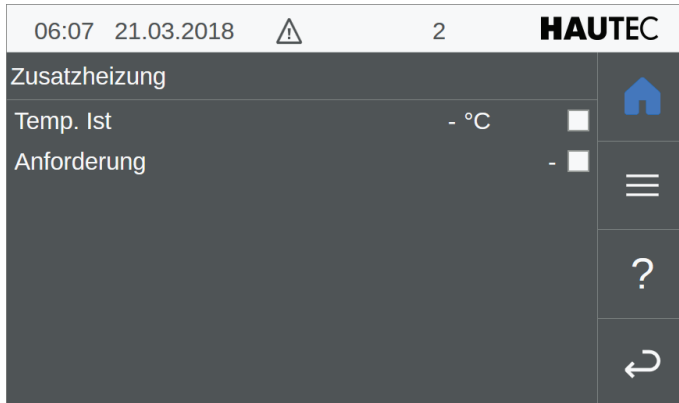 06:07 21.03.2018 2 HAUTEC
Zusatzheizung
Temp. Ist - °C
Anforderung -
?